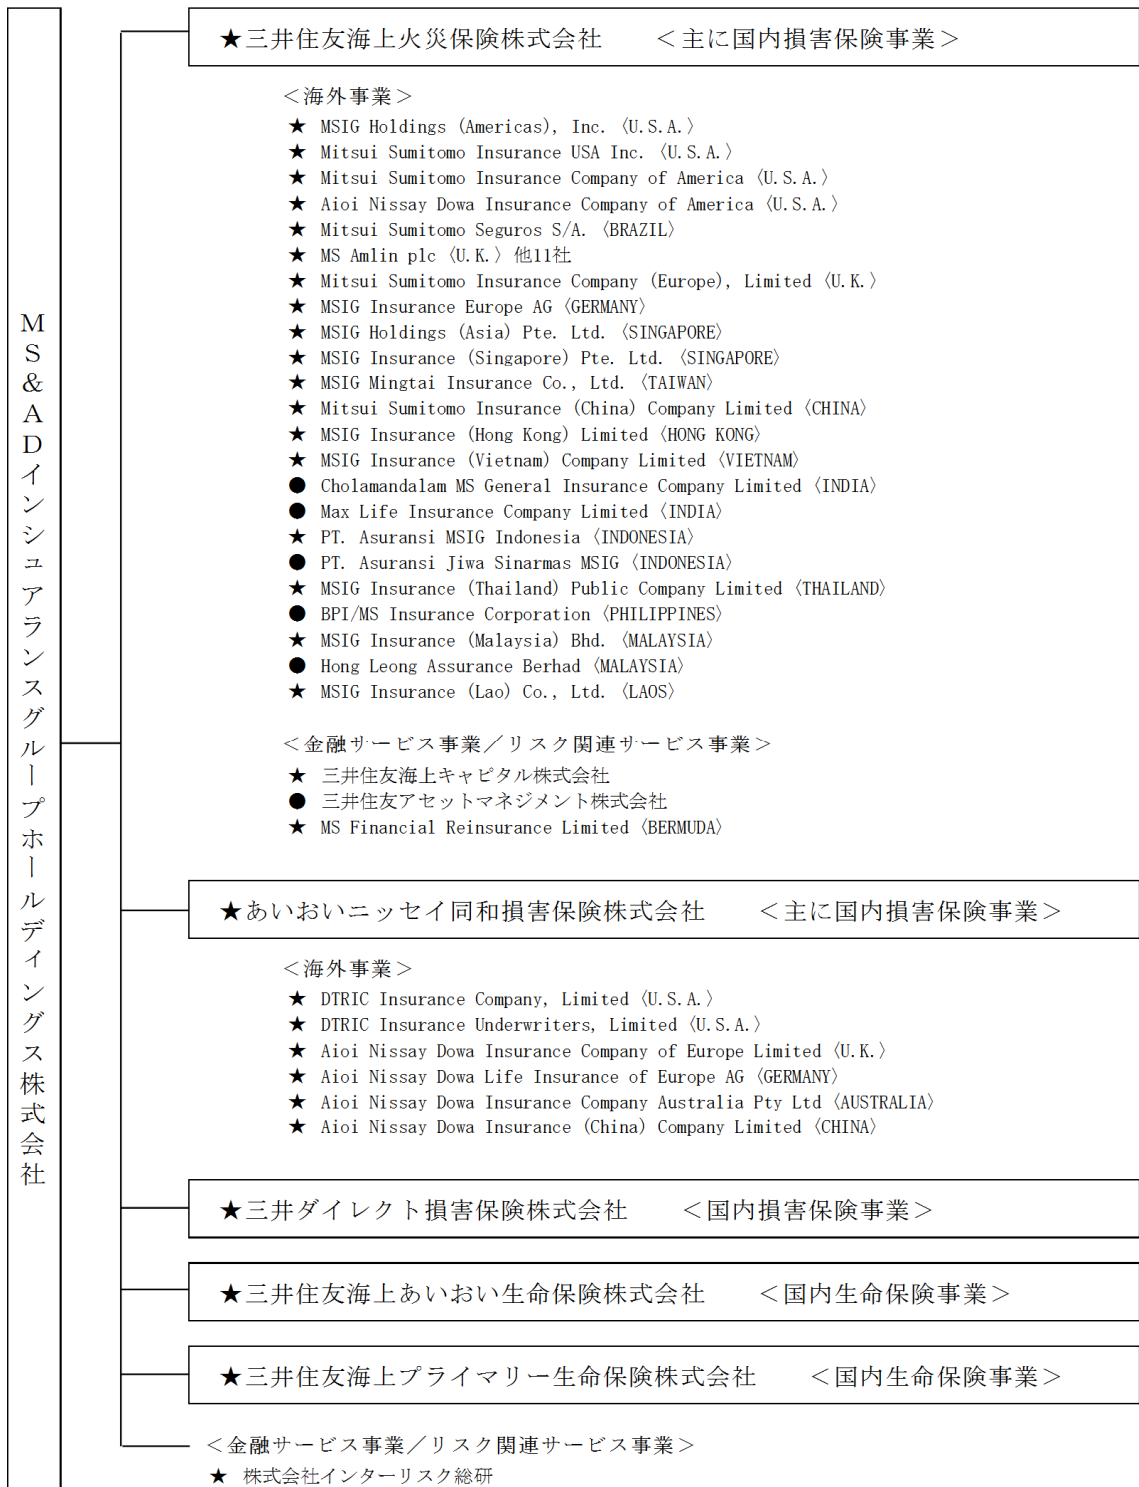 MS&ADインシュアランスグループホールディングス株式会社
★三井住友海上火災保険株式会社 ＜主に国内損害保険事業＞
＜海外事業＞
★ MSIG Holdings (Americas), Inc. 〈U.S.A.〉
★ Mitsui Sumitomo Insurance USA Inc. 〈U.S.A.〉
★ Mitsui Sumitomo Insurance Company of America 〈U.S.A.〉
★ Aioi Nissay Dowa Insurance Company of America 〈U.S.A.〉
★ Mitsui Sumitomo Seguros S/A. 〈BRAZIL〉
★ MS Amlin plc 〈U.K.〉 他11社
★ Mitsui Sumitomo Insurance Company (Europe), Limited 〈U.K.〉
★ MSIG Insurance Europe AG 〈GERMANY〉
★ MSIG Holdings (Asia) Pte. Ltd. 〈SINGAPORE〉
★ MSIG Insurance (Singapore) Pte. Ltd. 〈SINGAPORE〉
★ MSIG Mingtai Insurance Co., Ltd. 〈TAIWAN〉
★ Mitsui Sumitomo Insurance (China) Company Limited 〈CHINA〉
★ MSIG Insurance (Hong Kong) Limited 〈HONG KONG〉
★ MSIG Insurance (Vietnam) Company Limited 〈VIETNAM〉
● Cholamandalam MS General Insurance Company Limited 〈INDIA〉
● Max Life Insurance Company Limited 〈INDIA〉
★ PT. Asuransi MSIG Indonesia 〈INDONESIA〉
● PT. Asuransi Jiwa Sinarmas MSIG 〈INDONESIA〉
★ MSIG Insurance (Thailand) Public Company Limited 〈THAILAND〉
● BPI/MS Insurance Corporation 〈PHILIPPINES〉
★ MSIG Insurance (Malaysia) Bhd. 〈MALAYSIA〉
● Hong Leong Assurance Berhad 〈MALAYSIA〉
★ MSIG Insurance (Lao) Co., Ltd. 〈LAOS〉
＜金融サービス事業／リスク関連サービス事業＞
★ 三井住友海上キャピタル株式会社
● 三井住友アセットマネジメント株式会社
★ MS Financial Reinsurance Limited 〈BERMUDA〉
★あいおいニッセイ同和損害保険株式会社 ＜主に国内損害保険事業＞
＜海外事業＞
★ DTRIC Insurance Company, Limited 〈U.S.A.〉
★ DTRIC Insurance Underwriters, Limited 〈U.S.A.〉
★ Aioi Nissay Dowa Insurance Company of Europe Limited 〈U.K.〉
★ Aioi Nissay Dowa Life Insurance of Europe AG 〈GERMANY〉
★ Aioi Nissay Dowa Insurance Company Australia Pty Ltd 〈AUSTRALIA〉
★ Aioi Nissay Dowa Insurance (China) Company Limited 〈CHINA〉
★三井ダイレクト損害保険株式会社 ＜国内損害保険事業＞
★三井住友海上あいおい生命保険株式会社 ＜国内生命保険事業＞
★三井住友海上プライマリー生命保険株式会社 ＜国内生命保険事業＞
＜金融サービス事業／リスク関連サービス事業＞
★ 株式会社インターリスク総研